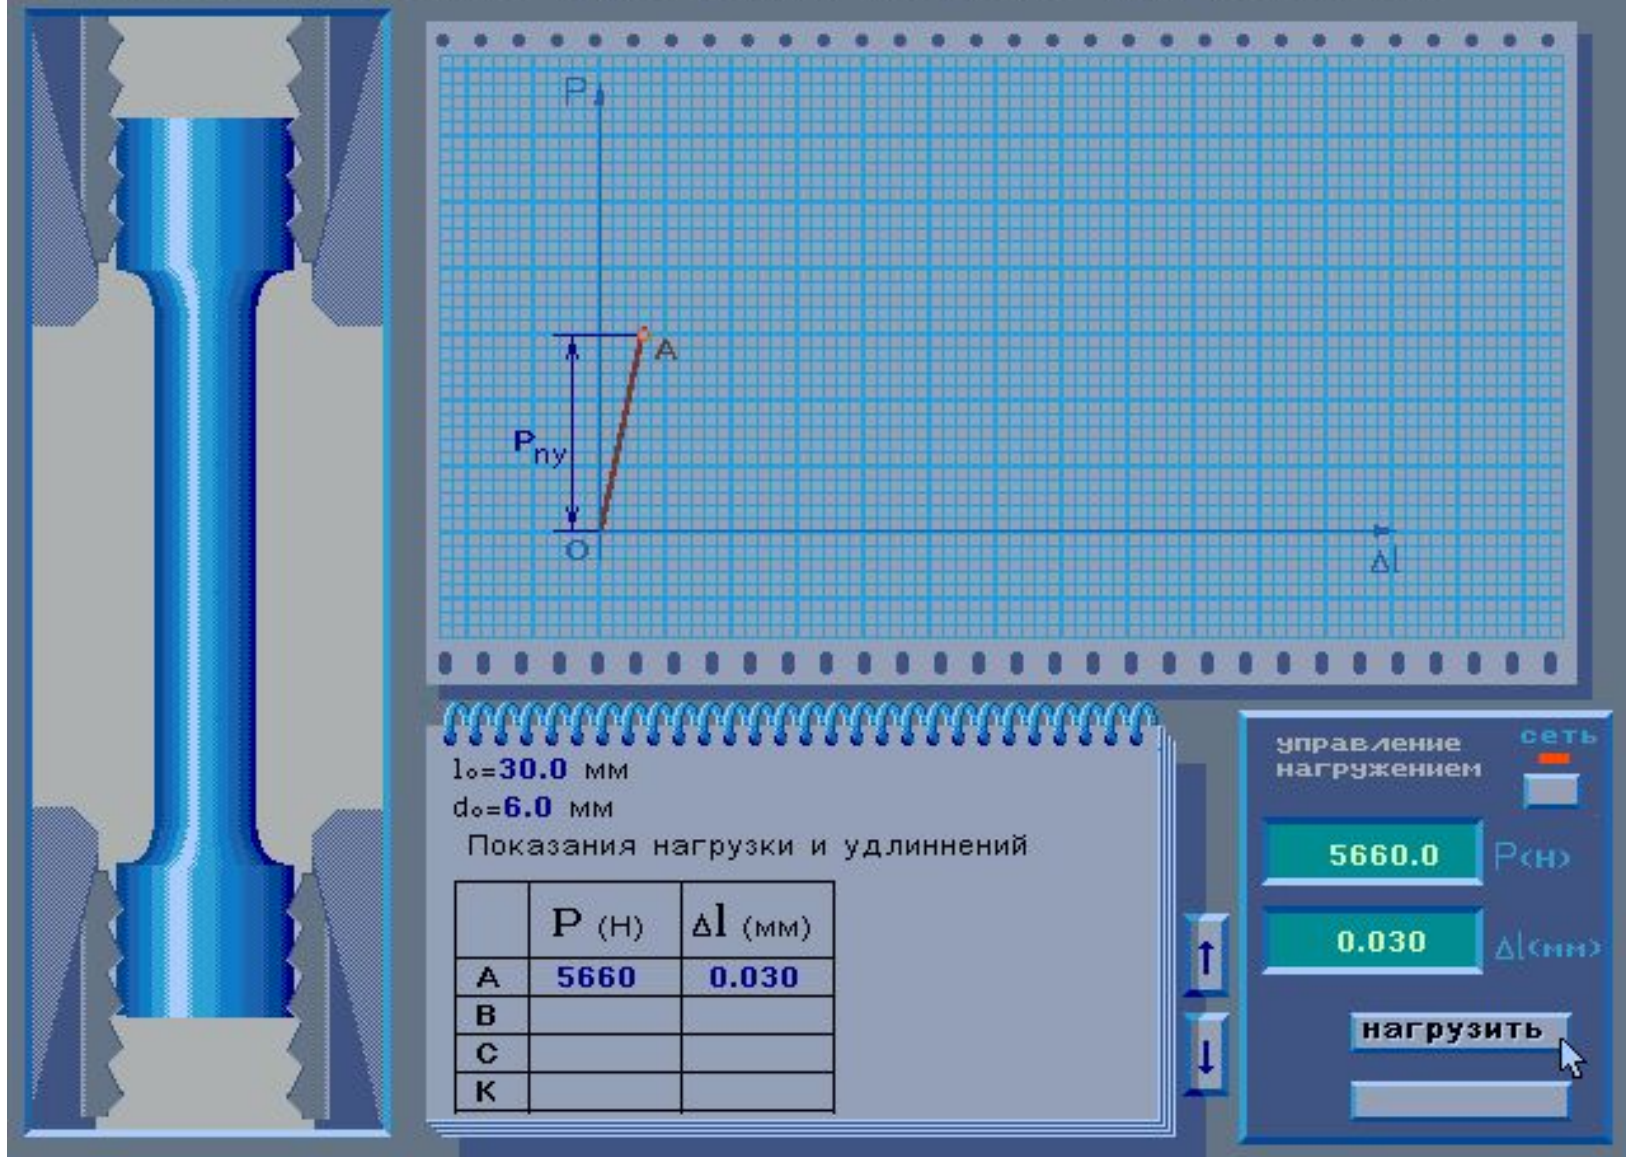 P
A
Pпу
O
Δl
l₀=30.0 мм
d₀=6.0 мм
Показания нагрузки и удлиннений
P (Н) Δl (мм)
A 5660 0.030
B
C
K
управление
нагружением
сеть
5660.0 P(Н)
0.030 Δl(мм)
↑
↓
нагрузить